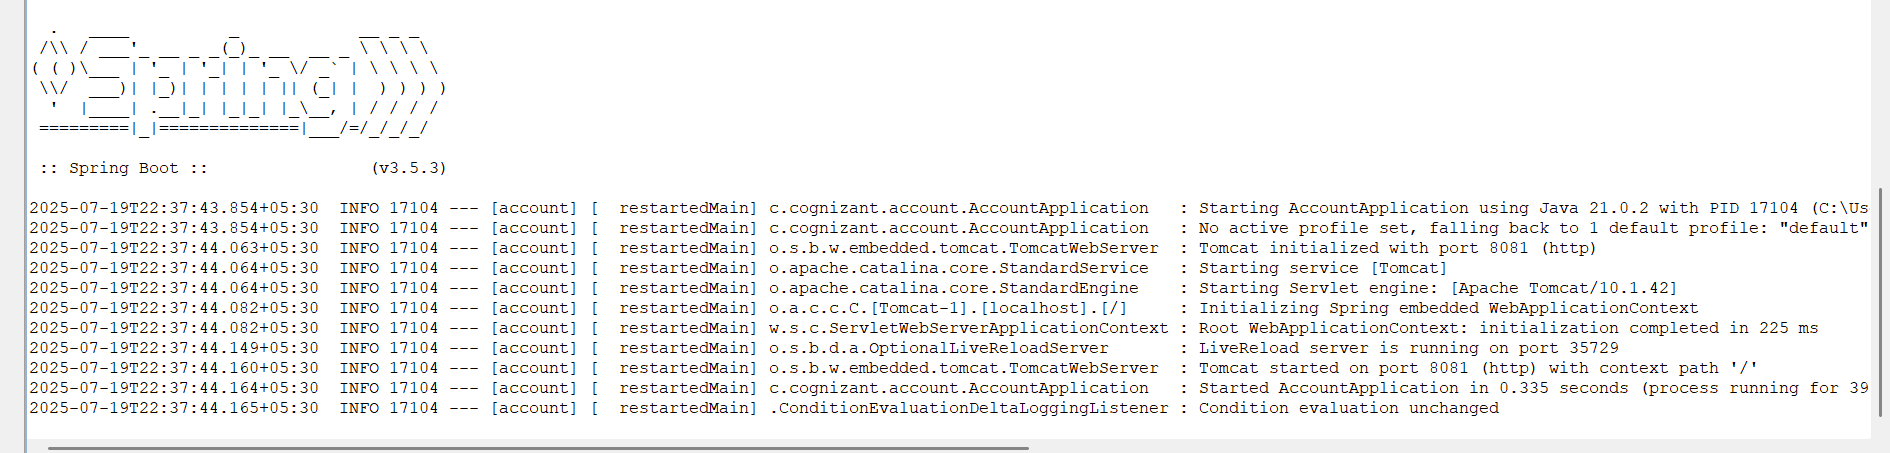 .   ____          _            __ _ _
 /\\ / ___'_ __ _ _(_)_ __  __ _ \ \ \ \
( ( )\___ | '_ | '_| | '_ \/ _` | \ \ \ \
 \\/  ___)| |_)| | | | | || (_| |  ) ) ) )
  '  |____| .__|_| |_|_| |_\__, | / / / /
 =========|_|==============|___/=/_/_/_/

 :: Spring Boot ::                (v3.5.3)

2025-07-19T22:37:43.854+05:30  INFO 17104 --- [account] [  restartedMain] c.cognizant.account.AccountApplication   : Starting AccountApplication using Java 21.0.2 with PID 17104 (C:\Us
2025-07-19T22:37:43.854+05:30  INFO 17104 --- [account] [  restartedMain] c.cognizant.account.AccountApplication   : No active profile set, falling back to 1 default profile: "default"
2025-07-19T22:37:44.063+05:30  INFO 17104 --- [account] [  restartedMain] o.s.b.w.embedded.tomcat.TomcatWebServer  : Tomcat initialized with port 8081 (http)
2025-07-19T22:37:44.064+05:30  INFO 17104 --- [account] [  restartedMain] o.apache.catalina.core.StandardService   : Starting service [Tomcat]
2025-07-19T22:37:44.064+05:30  INFO 17104 --- [account] [  restartedMain] o.apache.catalina.core.StandardEngine    : Starting Servlet engine: [Apache Tomcat/10.1.42]
2025-07-19T22:37:44.082+05:30  INFO 17104 --- [account] [  restartedMain] o.a.c.c.C.[Tomcat-1].[localhost].[/]     : Initializing Spring embedded WebApplicationContext
2025-07-19T22:37:44.082+05:30  INFO 17104 --- [account] [  restartedMain] w.s.c.ServletWebServerApplicationContext : Root WebApplicationContext: initialization completed in 225 ms
2025-07-19T22:37:44.149+05:30  INFO 17104 --- [account] [  restartedMain] o.s.b.d.a.OptionalLiveReloadServer       : LiveReload server is running on port 35729
2025-07-19T22:37:44.160+05:30  INFO 17104 --- [account] [  restartedMain] o.s.b.w.embedded.tomcat.TomcatWebServer  : Tomcat started on port 8081 (http) with context path '/'
2025-07-19T22:37:44.164+05:30  INFO 17104 --- [account] [  restartedMain] c.cognizant.account.AccountApplication   : Started AccountApplication in 0.335 seconds (process running for 39
2025-07-19T22:37:44.165+05:30  INFO 17104 --- [account] [  restartedMain] .ConditionEvaluationDeltaLoggingListener : Condition evaluation unchanged